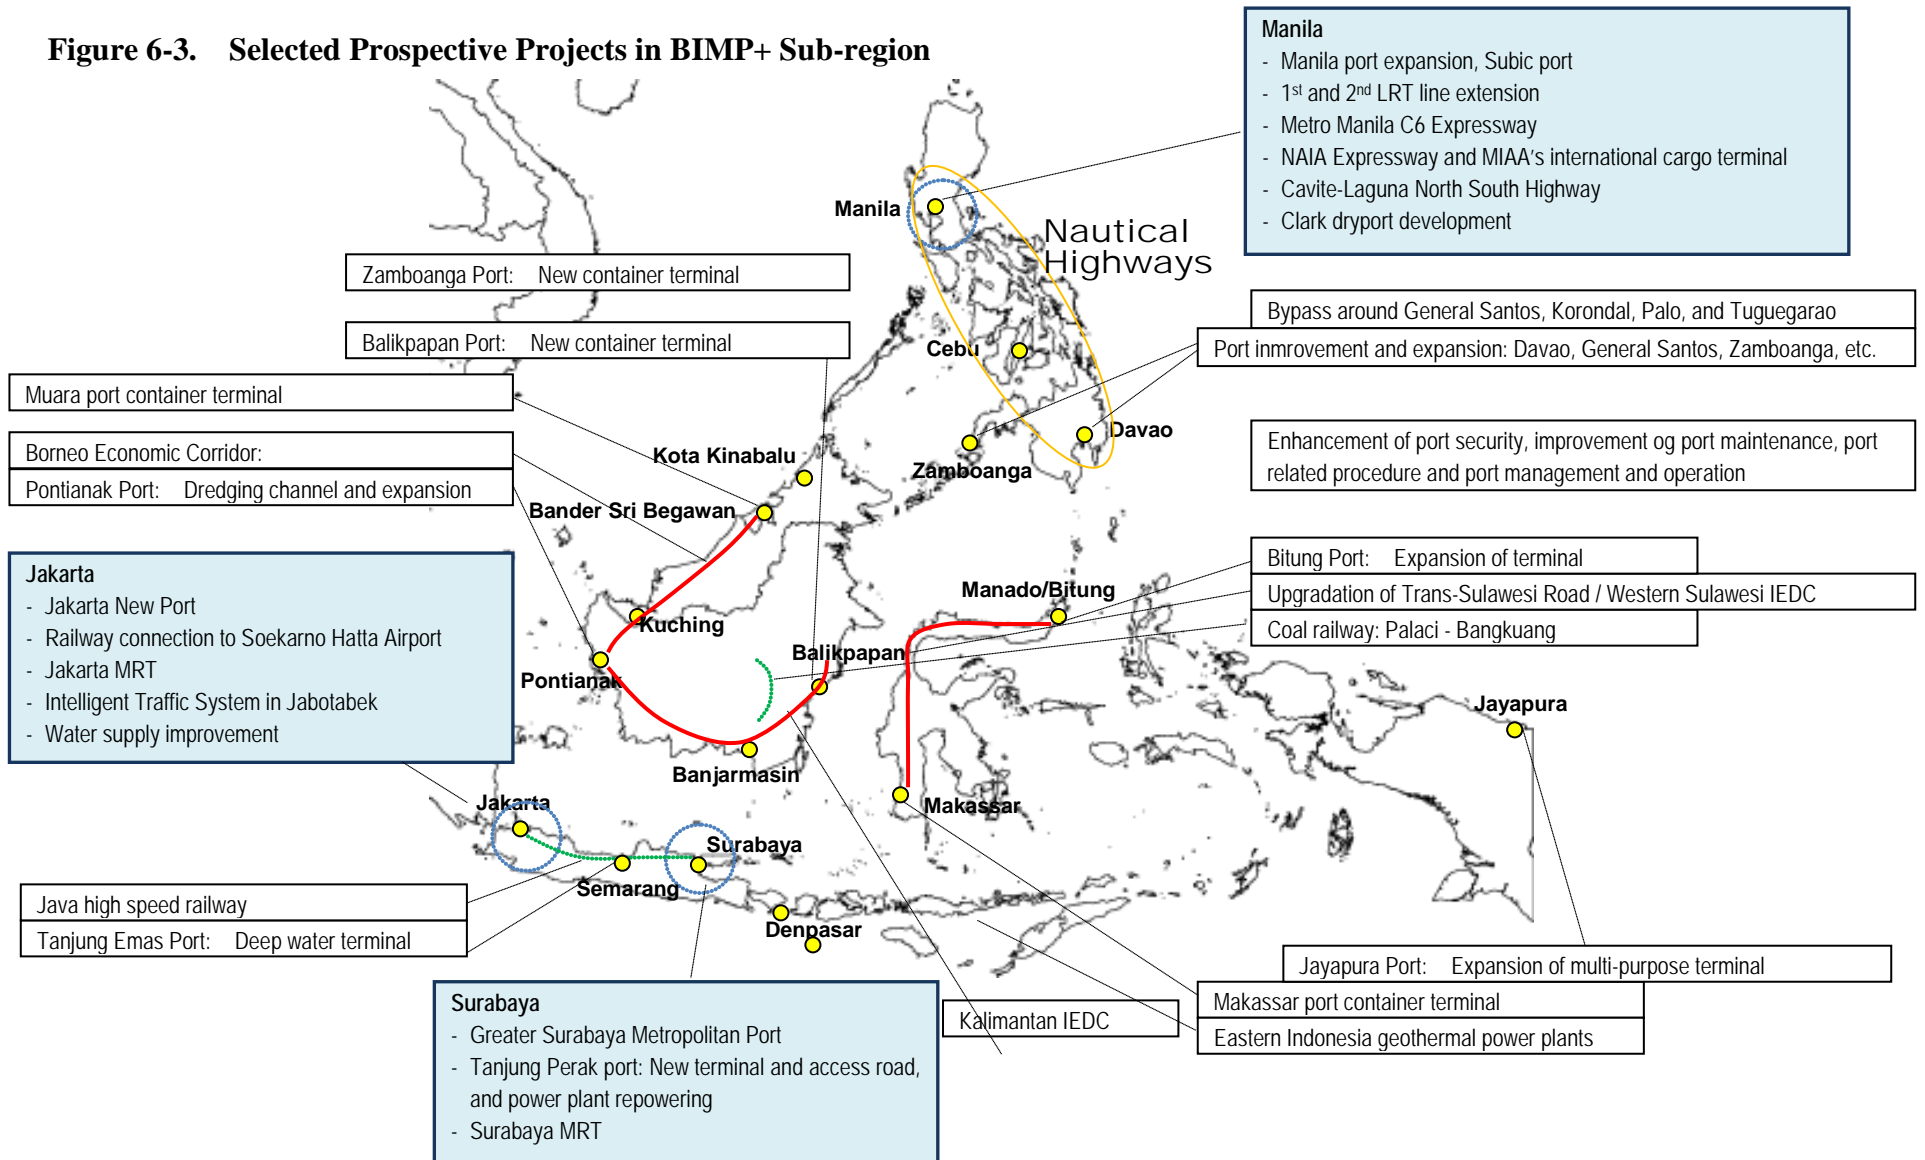 Figure 6-3. Selected Prospective Projects in BIMP+ Sub-region
Manila
- Manila port expansion, Subic port
- 1st and 2nd LRT line extension
- Metro Manila C6 Expressway
- NAIA Expressway and MIAA's international cargo terminal
- Cavite-Laguna North South Highway
- Clark dryport development
Manila
Nautical
Highways
Zamboanga Port: New container terminal
Balikpapan Port: New container terminal
Bypass around General Santos, Korondal, Palo, and Tuguegarao
Port inmrovement and expansion: Davao, General Santos, Zamboanga, etc.
Cebu
Muara port container terminal
Borneo Economic Corridor:
Pontianak Port: Dredging channel and expansion
Kota Kinabalu
Zamboanga
Davao
Enhancement of port security, improvement og port maintenance, port
related procedure and port management and operation
Bander Sri Begawan
Jakarta
- Jakarta New Port
- Railway connection to Soekarno Hatta Airport
- Jakarta MRT
- Intelligent Traffic System in Jabotabek
- Water supply improvement
Manado/Bitung
Bitung Port: Expansion of terminal
Upgradation of Trans-Sulawesi Road / Western Sulawesi IEDC
Coal railway: Palaci - Bangkuang
Kuching
Balikpapan
Pontianak
Jayapura
Banjarmasin
Makassar
Jakarta
Surabaya
Semarang
Denpasar
Java high speed railway
Tanjung Emas Port: Deep water terminal
Jayapura Port: Expansion of multi-purpose terminal
Makassar port container terminal
Eastern Indonesia geothermal power plants
Kalimantan IEDC
Surabaya
- Greater Surabaya Metropolitan Port
- Tanjung Perak port: New terminal and access road,
and power plant repowering
- Surabaya MRT